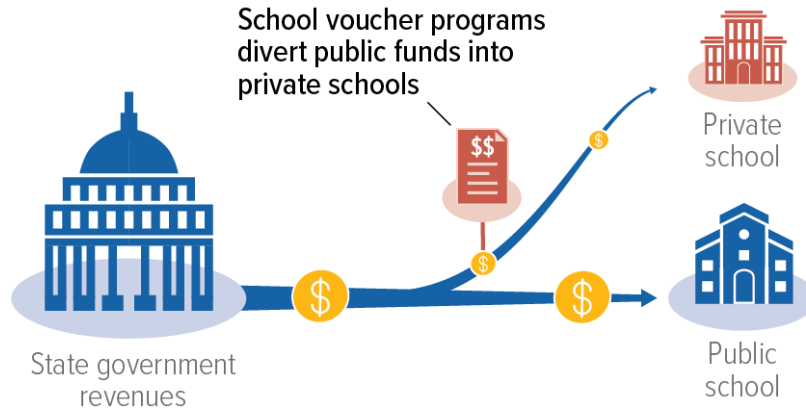 School voucher programs
divert public funds into
private schools
$$
$
$
$
$
Private
school
State government
revenues
Public
school